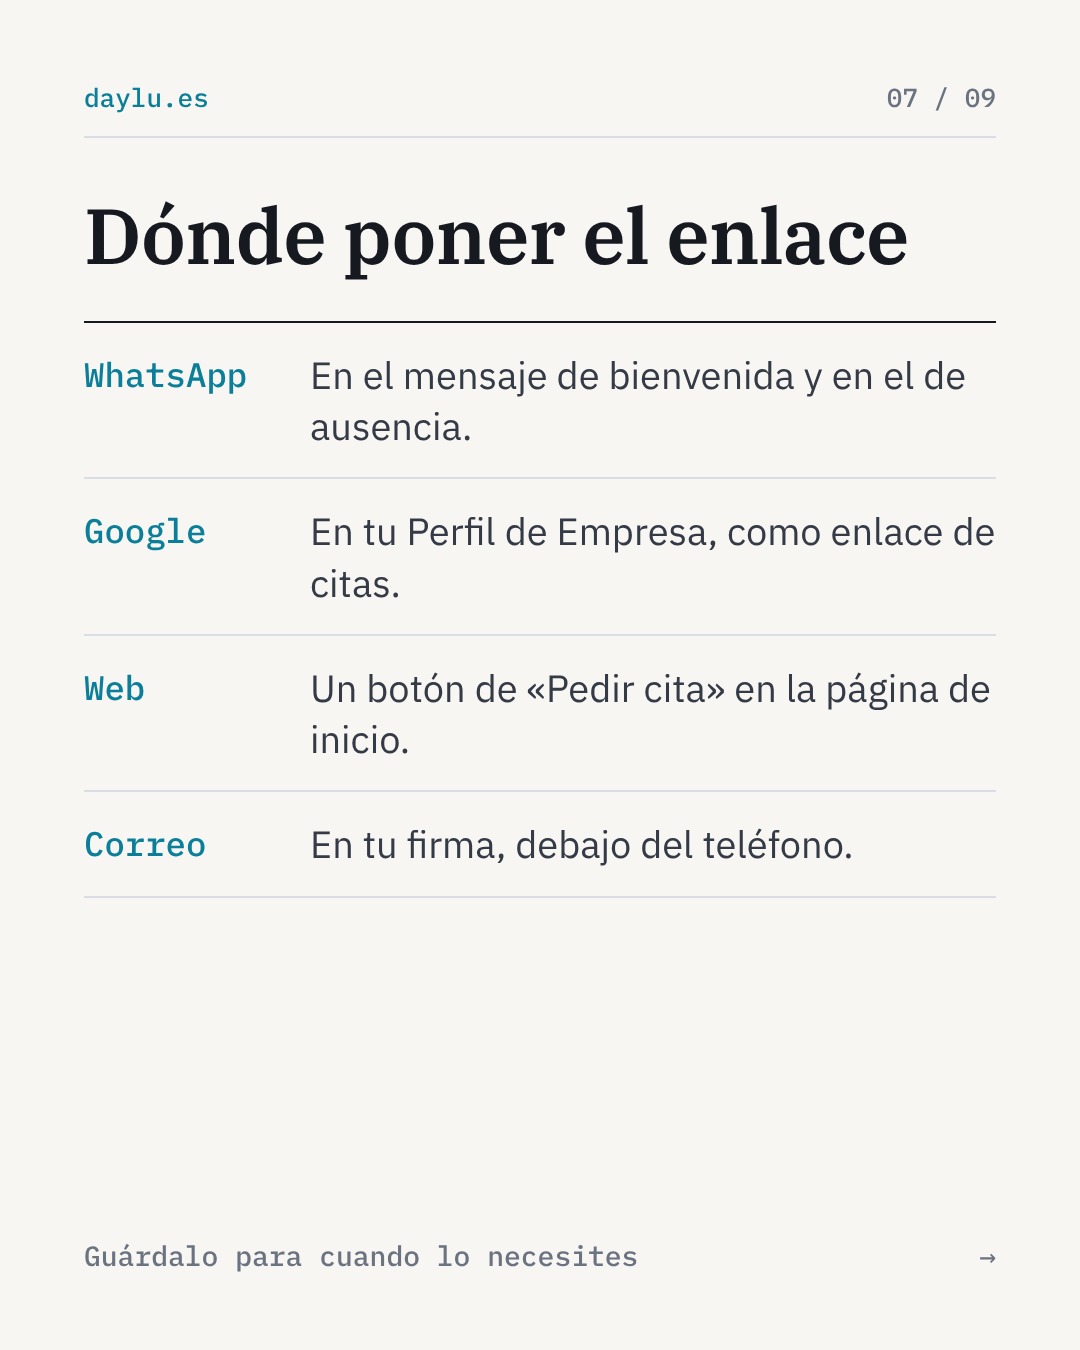 daylu.es
07 / 09
Dónde poner el enlace
WhatsApp
En el mensaje de bienvenida y en el de
ausencia.
Google
En tu Perfil de Empresa, como enlace de
citas.
Web
Un botón de «Pedir cita» en la página de
inicio.
Correo
En tu firma, debajo del teléfono.
Guárdalo para cuando lo necesites
→